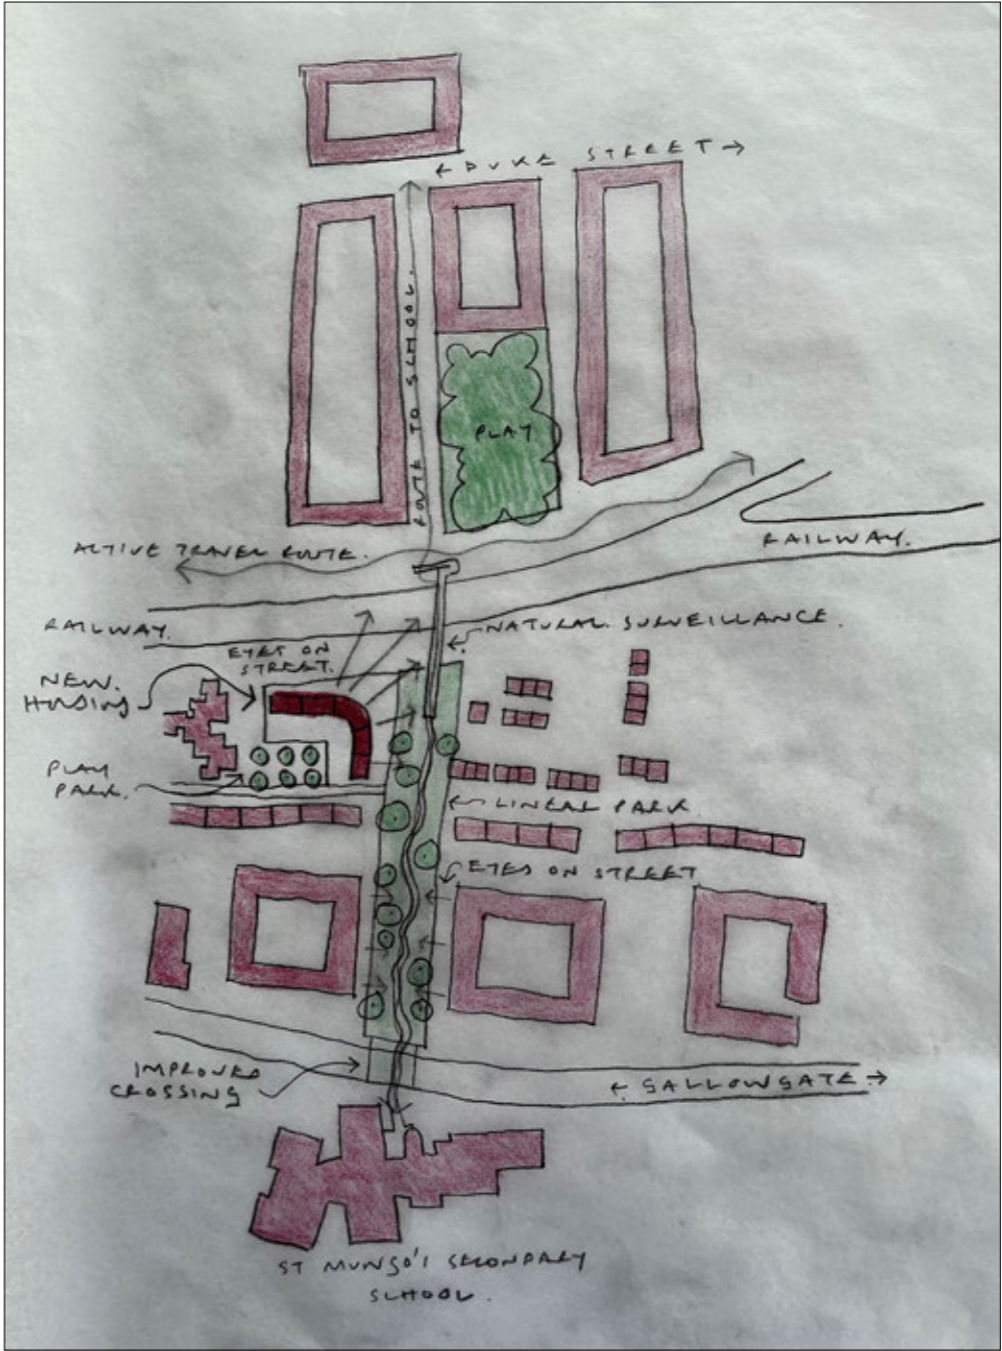 ← DUKE STREET →
ROUTE TO SCHOOL.
PLAY
ACTIVE TRAVEL ROUTE.
RAILWAY.
RAILWAY.
NATURAL SURVEILLANCE.
EYES ON
STREET.
NEW
HOUSING
PLAY
PARK.
LINEAR PARK
EYES ON STREET
IMPROVED
CROSSING
← GALLOWGATE →
ST MUNGO'S SECONDARY
SCHOOL.